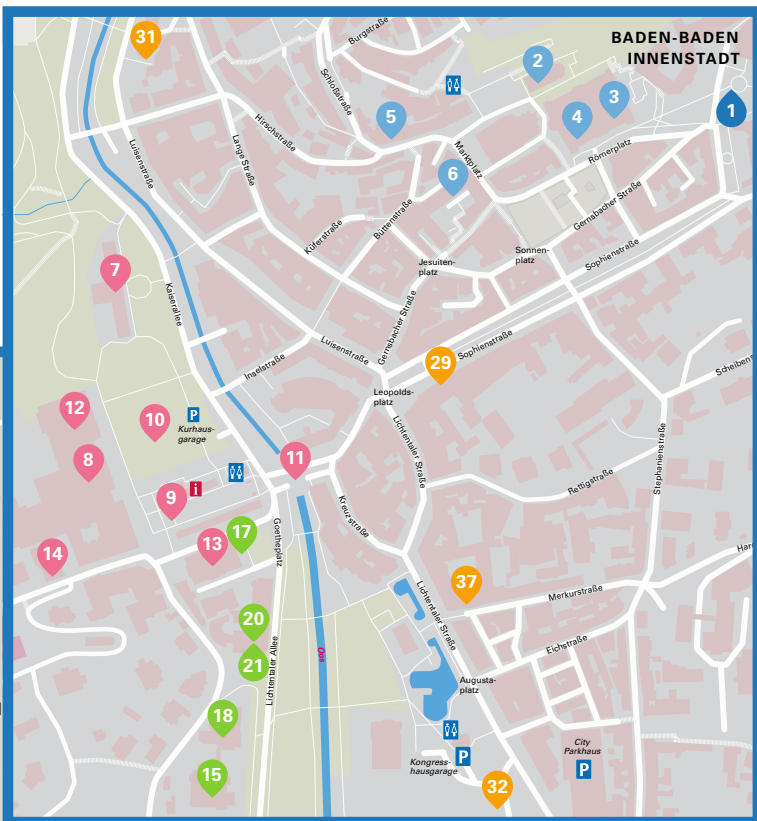 BADEN-BADEN
INNENSTADT
31
Burgstraße
2
Schloßstraße
3
1
5
4
Hirschstraße
Luisenstraße
Lange Straße
Marktplatz
Römerplatz
6
Gernsbacher Straße
Büttenstraße
Küferstraße
Sonnen-
platz
Sophienstraße
Jesuiten-
platz
7
Kaiserallee
Gernsbacher Straße
Luisenstraße
Sophienstraße
29
Inselstraße
Scheibens
Leopolds-
platz
12
10
P
Kurhaus-
garage
Lichtentaler Straße
Stephanienstraße
8
11
i
9
Rettigstraße
Kreuzstraße
17
13
Goetheplatz
14
37
Lichtentaler Straße
Merkurstraße
20
Eichstraße
Oos
21
Lichtentaler Allee
Augusta-
platz
18
P
Kongress-
hausgarage
City
Parkhaus
P
15
32